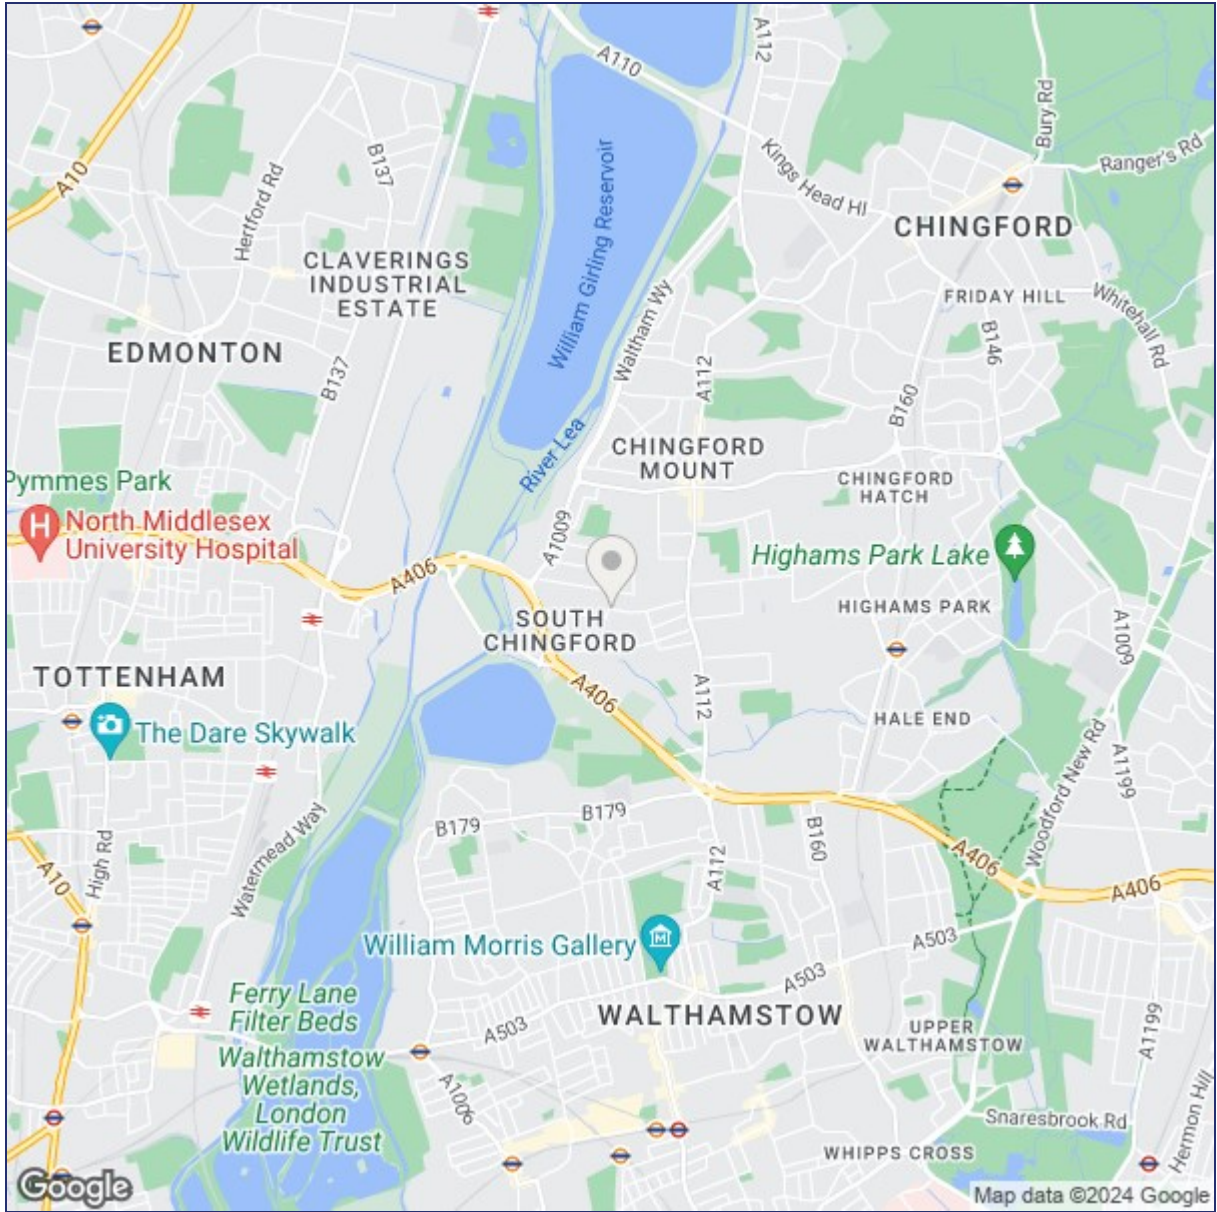 A112
A110
Bury Rd
Ranger's Rd
A10
B137
Hertford Rd
Kings Head Hl
CHINGFORD
William Girling Reservoir
CLAVERINGS
INDUSTRIAL
ESTATE
Waltham Wy
FRIDAY HILL
Whitehall Rd
B146
EDMONTON
B137
A112
B160
River Lea
CHINGFORD
MOUNT
CHINGFORD
HATCH
Pymmes Park
North Middlesex
University Hospital
H
A1009
A406
Highams Park Lake
HIGHAMS PARK
A1009
SOUTH
CHINGFORD
TOTTENHAM
A406
A112
HALE END
The Dare Skywalk
Woodford New Rd
A1199
High Rd
Watermead Way
B179
B179
B160
A10
A112
A406
A406
William Morris Gallery
M
A503
A503
Ferry Lane
Filter Beds
A503
WALTHAMSTOW
UPPER
WALTHAMSTOW
A1199
Walthamstow
Wetlands,
London
Wildlife Trust
A1006
Snaresbrook Rd
Hermon Hill
WHIPPS CROSS
Google
Map data ©2024 Google